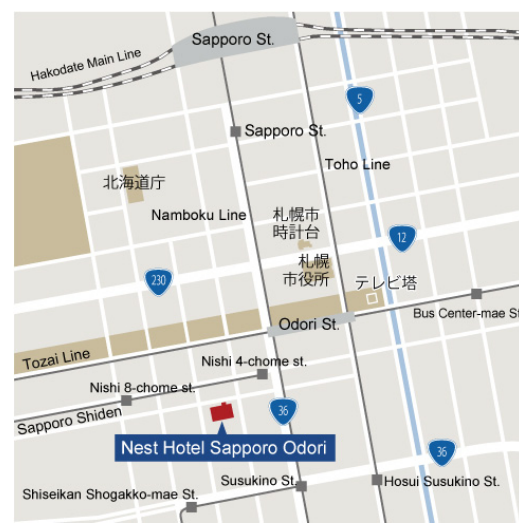 Sapporo St.
Hakodate Main Line
5
Sapporo St.
Toho Line
北海道庁
Namboku Line
札幌市
時計台
12
札幌
市役所
230
テレビ塔
Odori St.
Bus Center-mae St
Tozai Line
Nishi 4-chome st.
Nishi 8-chome st.
Sapporo Shiden
36
Nest Hotel Sapporo Odori
36
Susukino St.
Hosui Susukino St.
Shiseikan Shogakko-mae St.